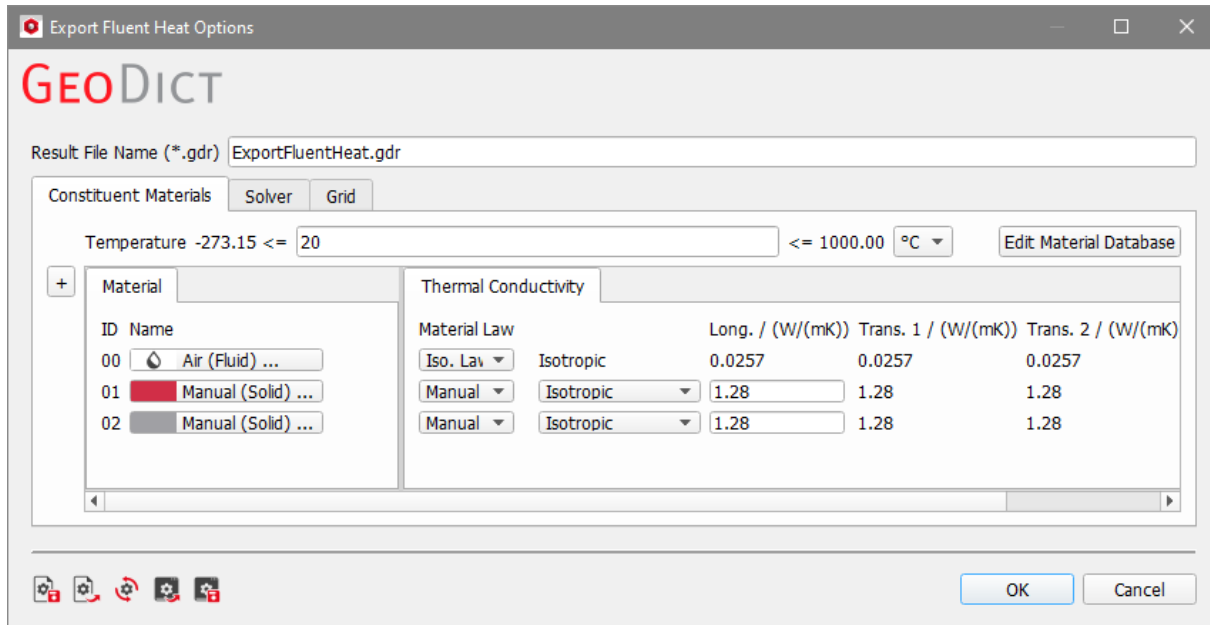 Export Fluent Heat Options
GEODICT
Result File Name (*.gdr) ExportFluentHeat.gdr
Constituent Materials Solver Grid
Temperature -273.15 <= 20 <= 1000.00 °C Edit Material Database
+ Material Thermal Conductivity
ID Name Material Law Long. / (W/(mK)) Trans. 1 / (W/(mK)) Trans. 2 / (W/(mK)
00 Air (Fluid) ... Iso. Lav Isotropic 0.0257 0.0257 0.0257
01 Manual (Solid) ... Manual Isotropic 1.28 1.28 1.28
02 Manual (Solid) ... Manual Isotropic 1.28 1.28 1.28
OK Cancel